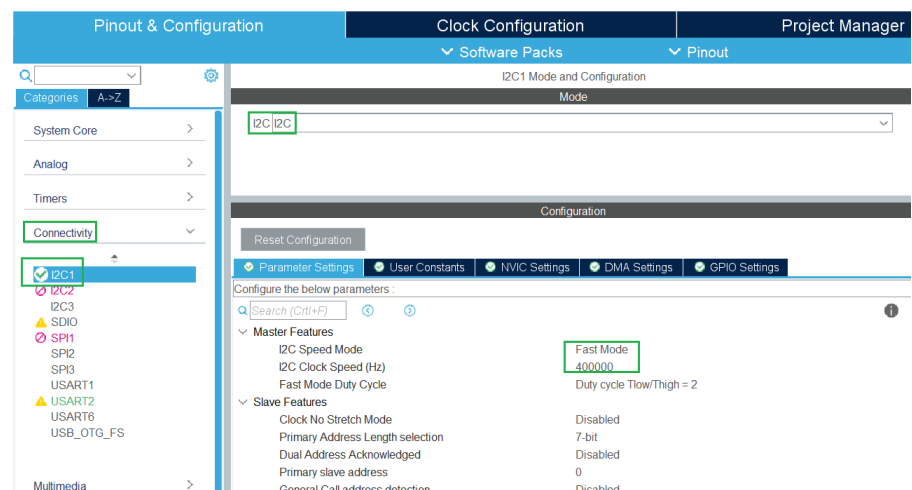 Pinout & Configuration Clock Configuration Project Manager
Software Packs Pinout
I2C1 Mode and Configuration
Categories A->Z
Mode
System Core
I2C I2C
Analog
Timers
Configuration
Connectivity
Reset Configuration
Parameter Settings User Constants NVIC Settings DMA Settings GPIO Settings
I2C1
Configure the below parameters :
I2C2
I2C3
Search (Crtl+F)
SDIO
Master Features
SPI1
I2C Speed Mode Fast Mode
SPI2
I2C Clock Speed (Hz) 400000
SPI3
Fast Mode Duty Cycle Duty cycle Tlow/Thigh = 2
USART1
Slave Features
USART2
Clock No Stretch Mode Disabled
USART6
Primary Address Length selection 7-bit
USB_OTG_FS
Dual Address Acknowledged Disabled
Primary slave address 0
Multimedia
General Call address detection Disabled